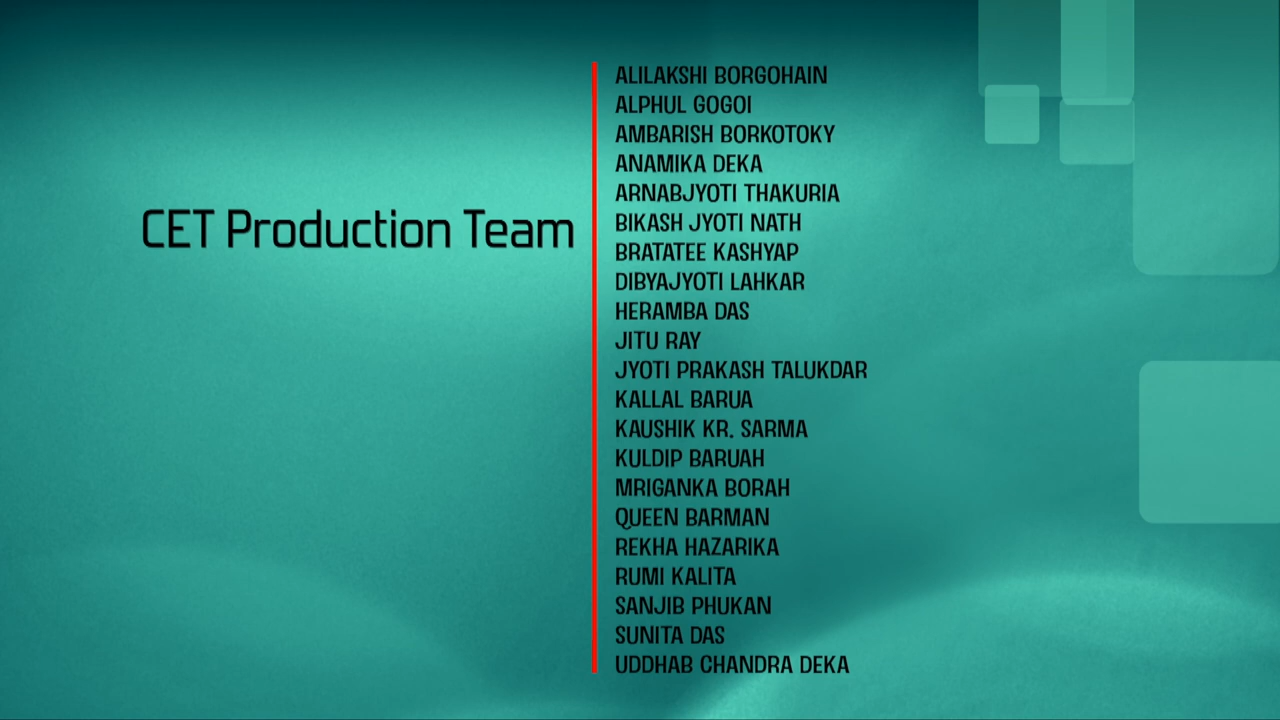 CET Production Team
ALILAKSHI BORGOHAIN
ALPHUL GOGOI
AMBARISH BORKOTOKY
ANAMIKA DEKA
ARNABJYOTI THAKURIA
BIKASH JYOTI NATH
BRATATEE KASHYAP
DIBYAJYOTI LAHKAR
HERAMBA DAS
JITU RAY
JYOTI PRAKASH TALUKDAR
KALLAL BARUA
KAUSHIK KR. SARMA
KULDIP BARUAH
MRIGANKA BORAH
QUEEN BARMAN
REKHA HAZARIKA
RUMI KALITA
SANJIB PHUKAN
SUNITA DAS
UDDHAB CHANDRA DEKA